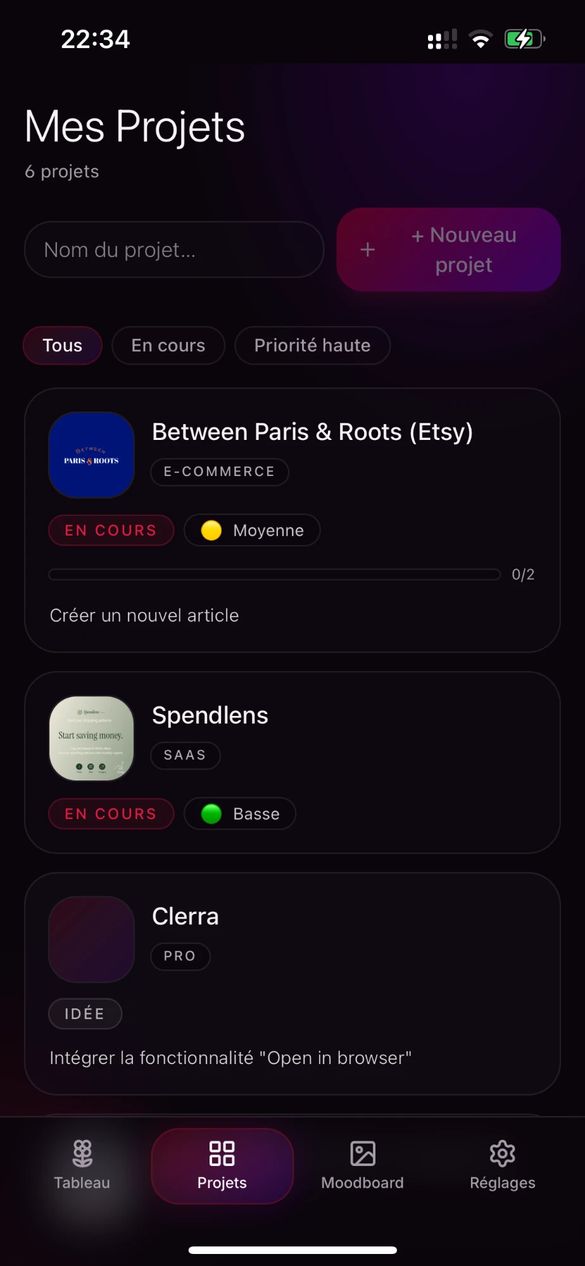 22:34
Mes Projets
6 projets
Nom du projet...
+ + Nouveau
projet
Tous
En cours
Priorité haute
BETWEEN
PARIS & ROOTS
Between Paris & Roots (Etsy)
E-COMMERCE
EN COURS
Moyenne
0/2
Créer un nouvel article
Spendlens
Start saving money.
Spendlens
SAAS
EN COURS
Basse
Clerra
PRO
IDÉE
Intégrer la fonctionnalité "Open in browser"
Tableau
Projets
Moodboard
Réglages